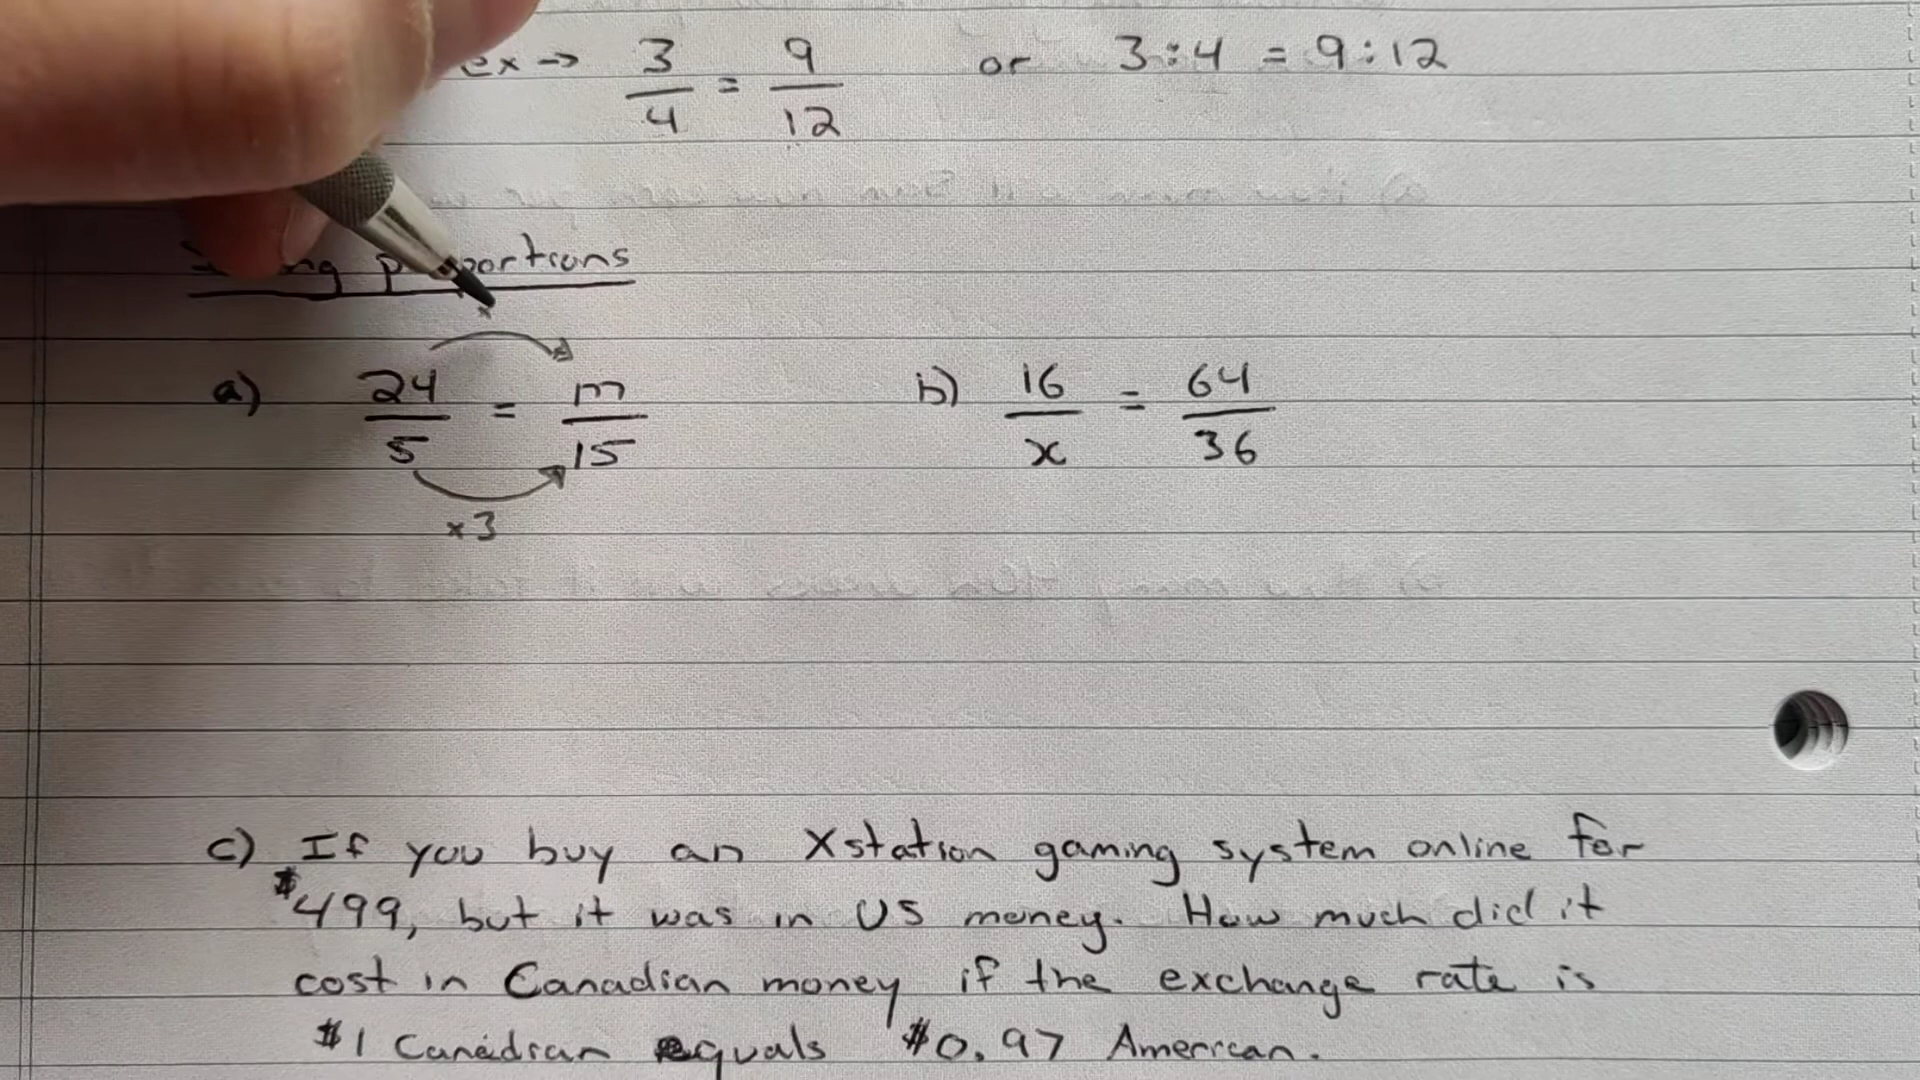 ex → 3/4 = 9/12 or 3:4 = 9:12
a) 24/5 = m/15 b) 16/x = 64/36
×
×3
c) If you buy an Xstation gaming system online for
$499, but it was in US money. How much did it
cost in Canadian money if the exchange rate is
$1 Canadian equals $0.97 American.